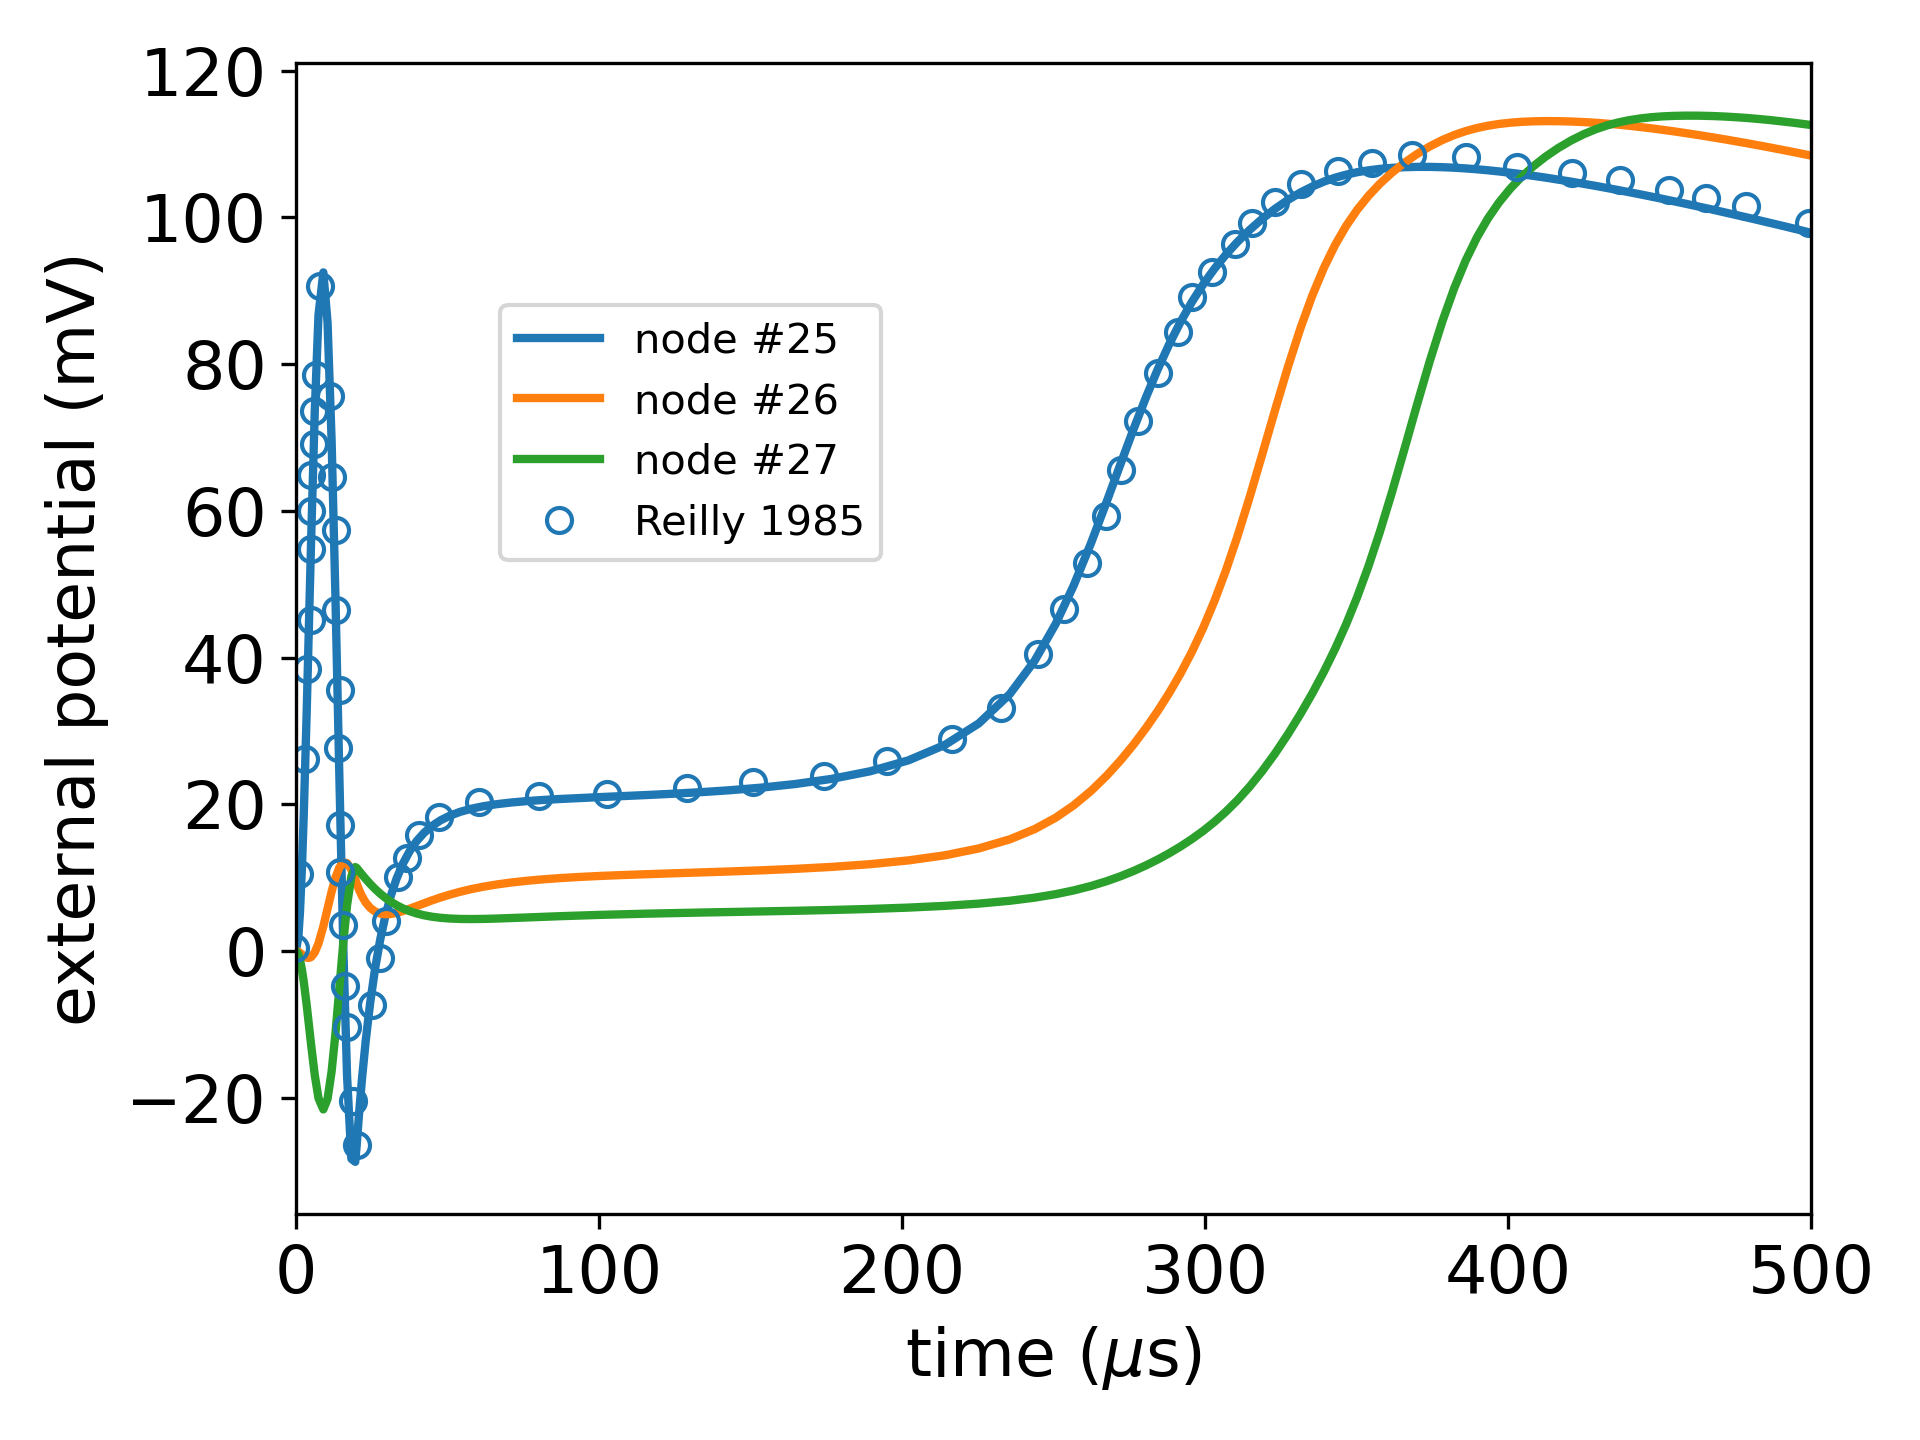 120
100
80
60
40
20
0
−20
external potential (mV)
node #25
node #26
node #27
Reilly 1985
0 100 200 300 400 500
time (μs)